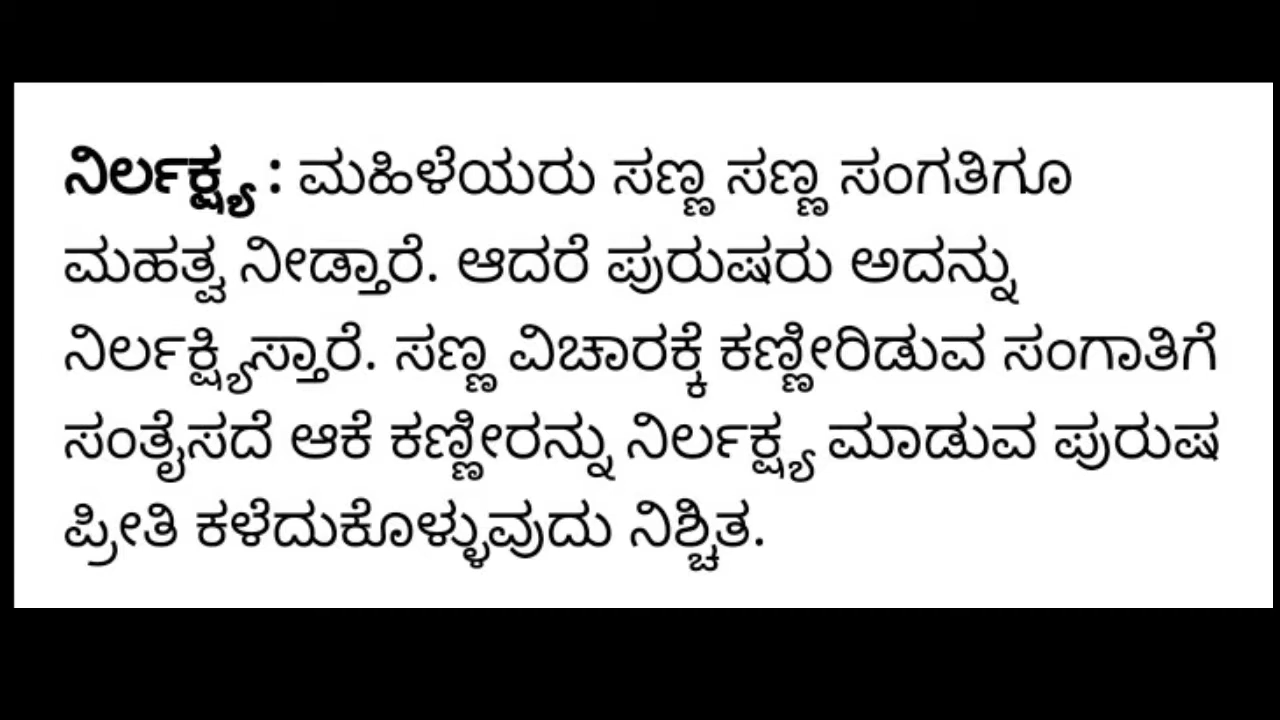 ನಿರ್ಲಕ್ಷ್ಯ : ಮಹಿಳೆಯರು ಸಣ್ಣ ಸಣ್ಣ ಸಂಗತಿಗೂ
ಮಹತ್ವ ನೀಡ್ತಾರೆ. ಆದರೆ ಪುರುಷರು ಅದನ್ನು
ನಿರ್ಲಕ್ಷ್ಯಿಸ್ತಾರೆ. ಸಣ್ಣ ವಿಚಾರಕ್ಕೆ ಕಣ್ಣೀರಿಡುವ ಸಂಗಾತಿಗೆ
ಸಂತೈಸದೆ ಆಕೆ ಕಣ್ಣೀರನ್ನು ನಿರ್ಲಕ್ಷ್ಯ ಮಾಡುವ ಪುರುಷ
ಪ್ರೀತಿ ಕಳೆದುಕೊಳ್ಳುವುದು ನಿಶ್ಚಿತ.